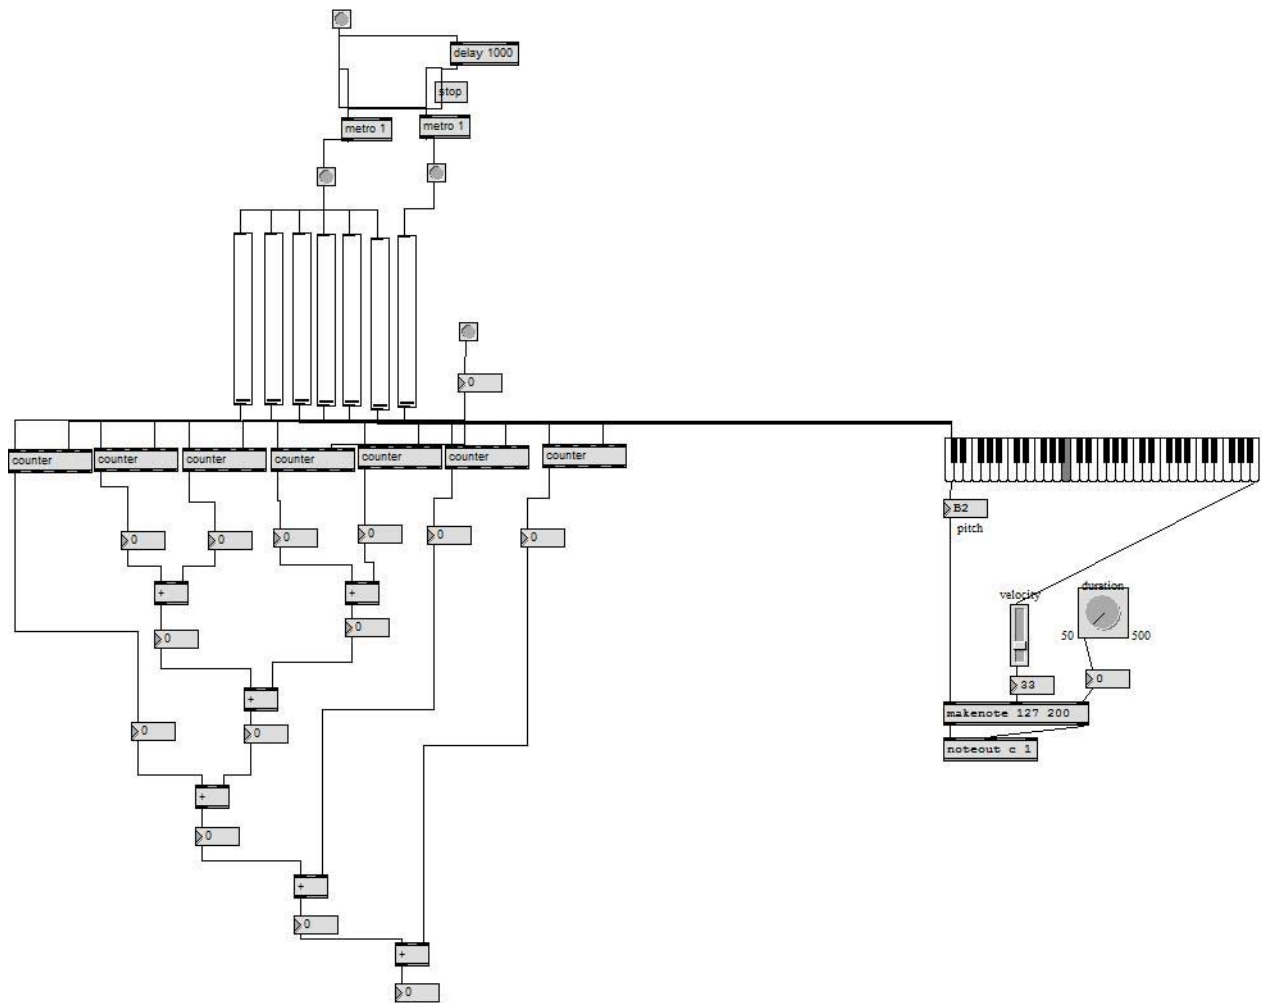 delay 1000
stop
metro 1
metro 1
0
counter
counter
counter
counter
counter
counter
counter
B2
pitch
0
0
0
0
0
0
+
+
velocity
duration
0
0
50
500
+
33
0
0
0
makenote 127 200
noteout c 1
+
0
+
0
+
0